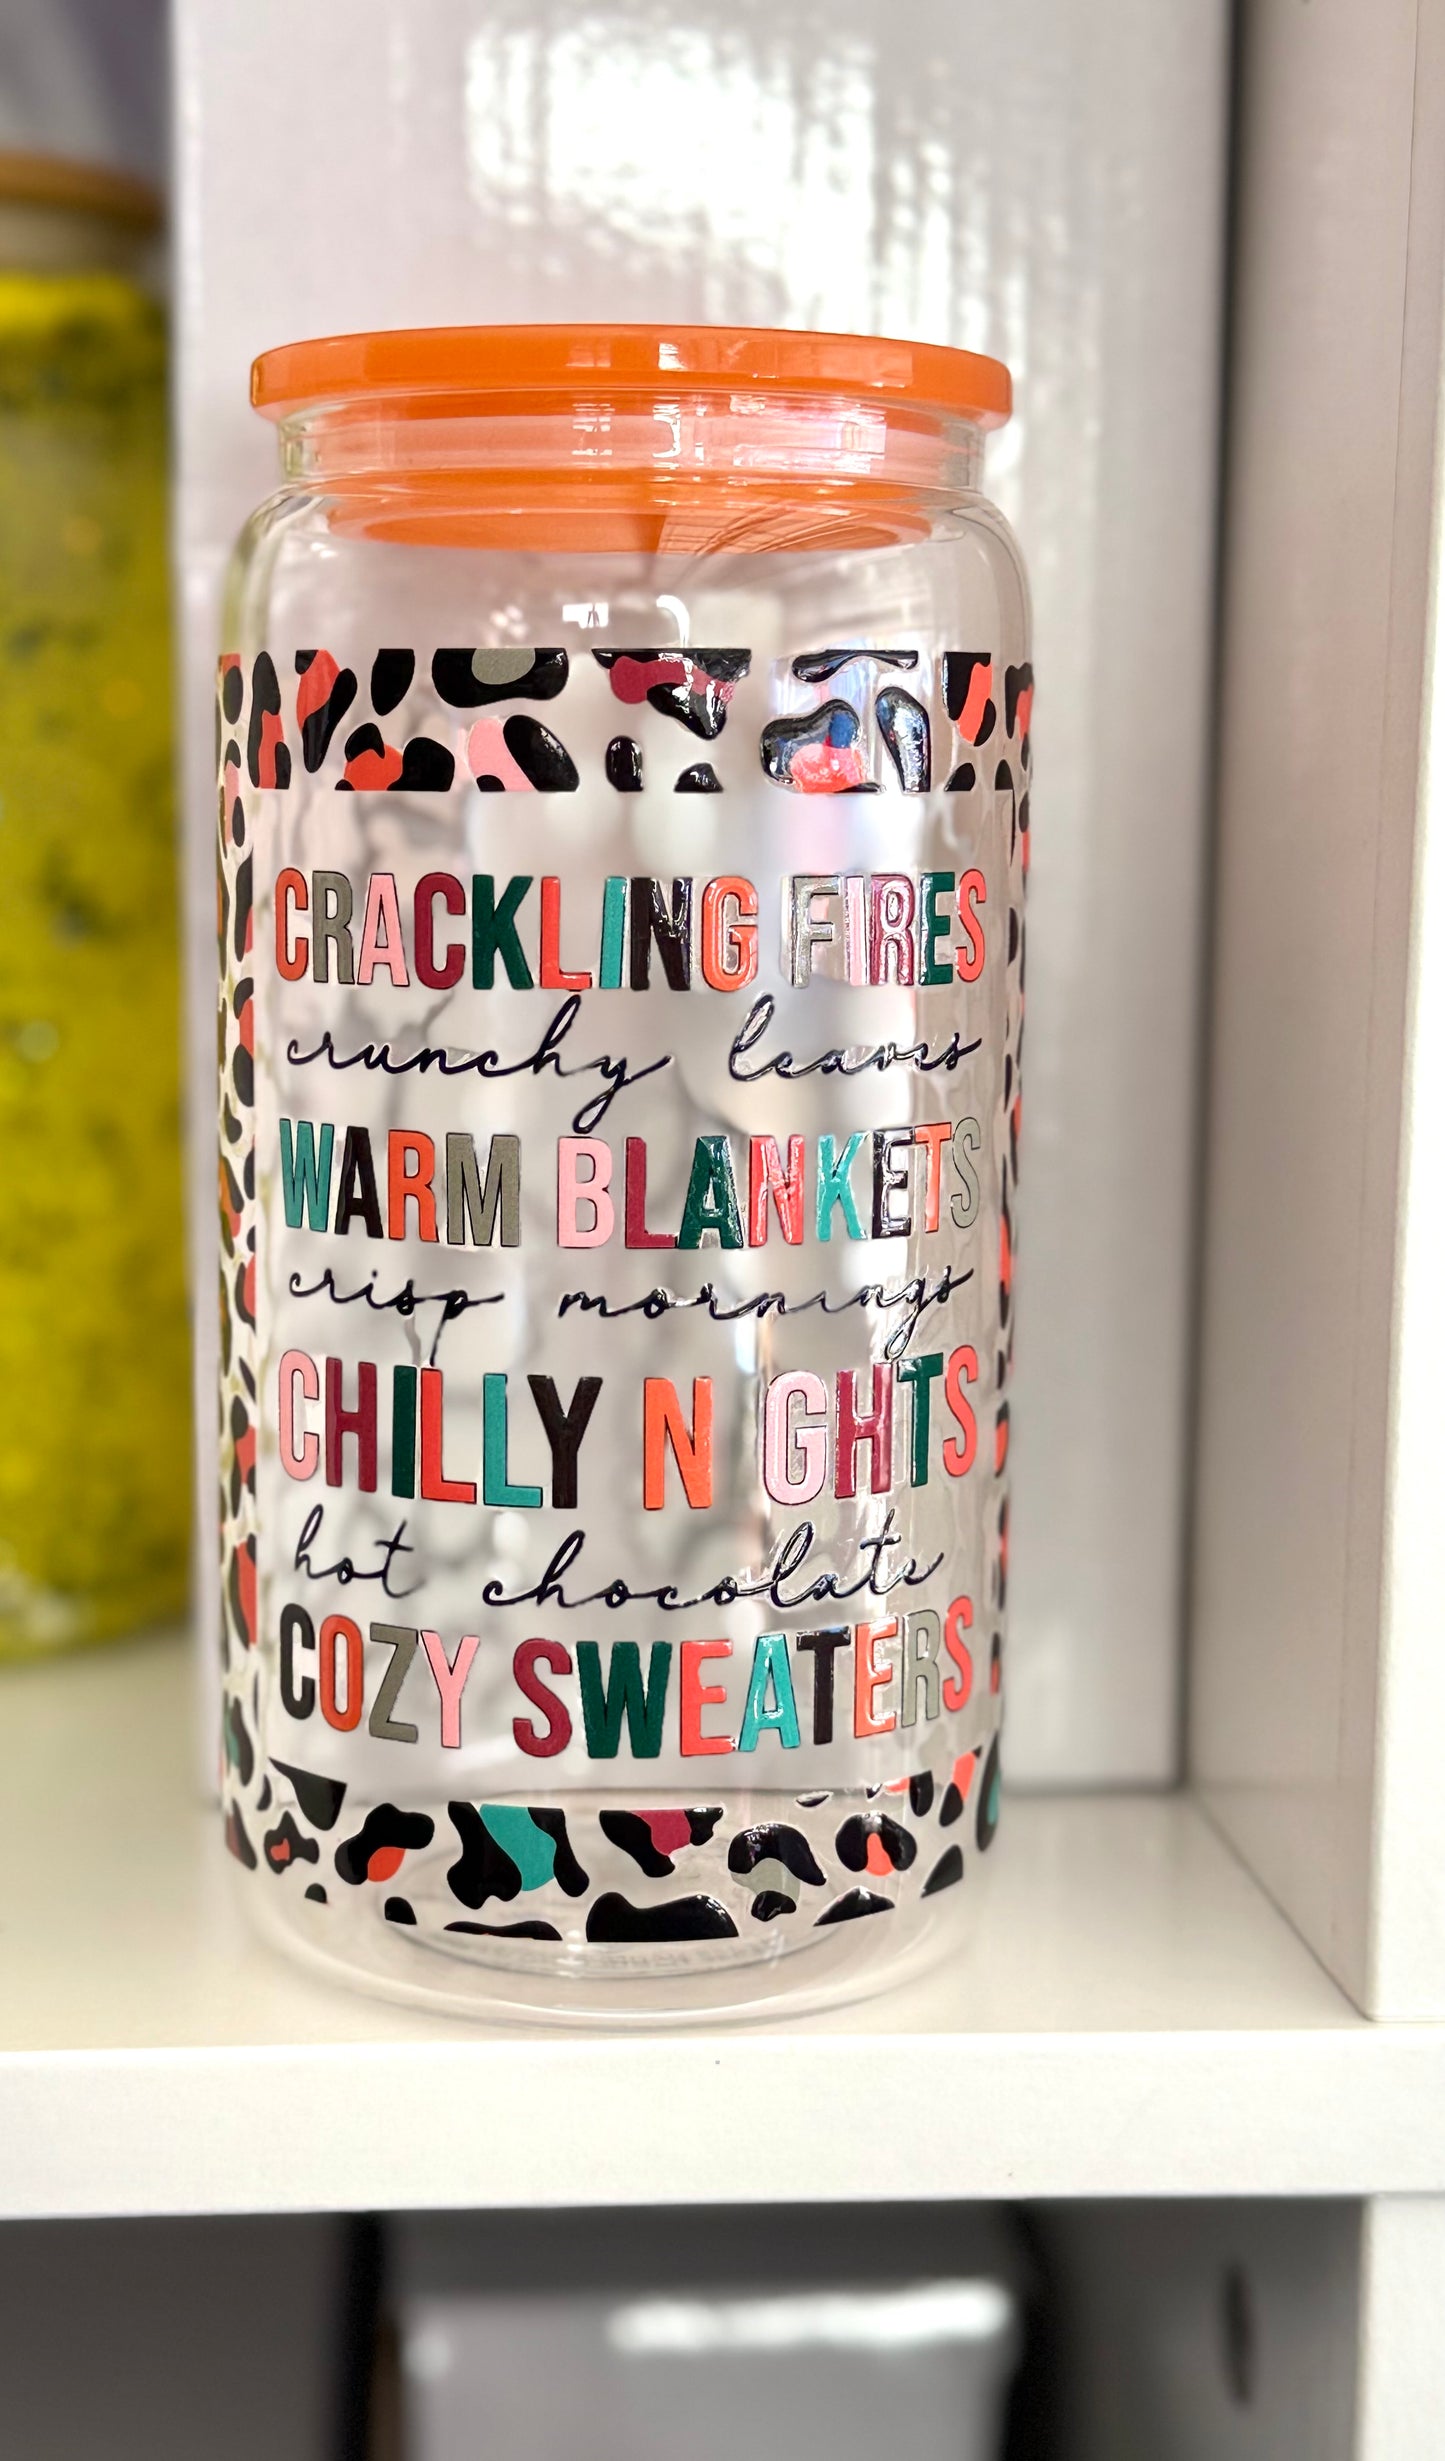 CRACKLING FIRES
crunchy leaves
WARM BLANKETS
crisp mornings
CHILLY N GHTS
hot chocolate
COZY SWEATERS